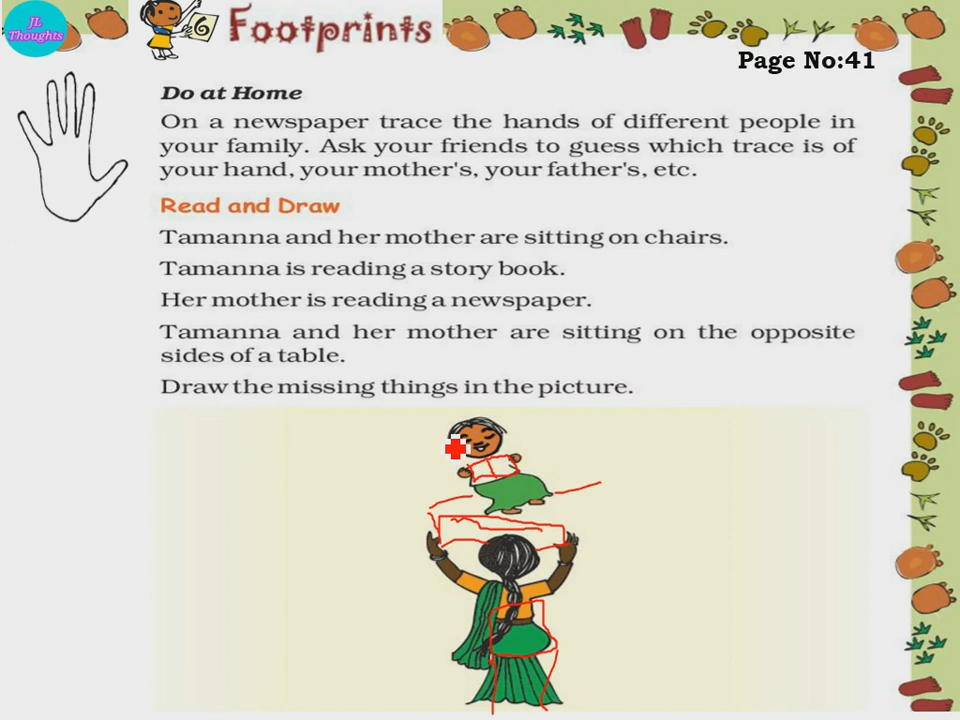 JL
Thoughts
6
Footprints
Page No:41
Do at Home
On a newspaper trace the hands of different people in
your family. Ask your friends to guess which trace is of
your hand, your mother's, your father's, etc.
Read and Draw
Tamanna and her mother are sitting on chairs.
Tamanna is reading a story book.
Her mother is reading a newspaper.
Tamanna and her mother are sitting on the opposite
sides of a table.
Draw the missing things in the picture.